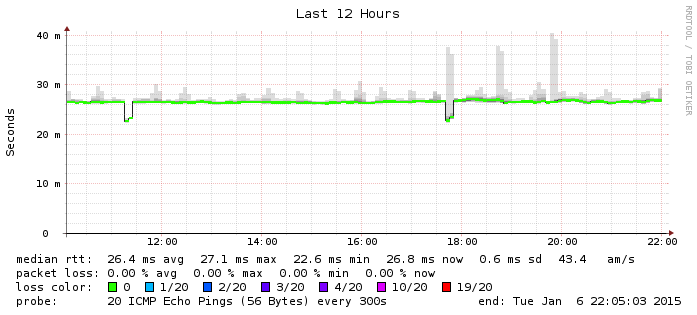 Last 12 Hours
RRDTOOL / TOBI OETIKER
Seconds
40 m
30 m
20 m
10 m
0
12:00 14:00 16:00 18:00 20:00 22:00
median rtt: 26.4 ms avg 27.1 ms max 22.6 ms min 26.8 ms now 0.6 ms sd 43.4 am/s
packet loss: 0.00 % avg 0.00 % max 0.00 % min 0.00 % now
loss color: 0 1/20 2/20 3/20 4/20 10/20 19/20
probe: 20 ICMP Echo Pings (56 Bytes) every 300s end: Tue Jan 6 22:05:03 2015